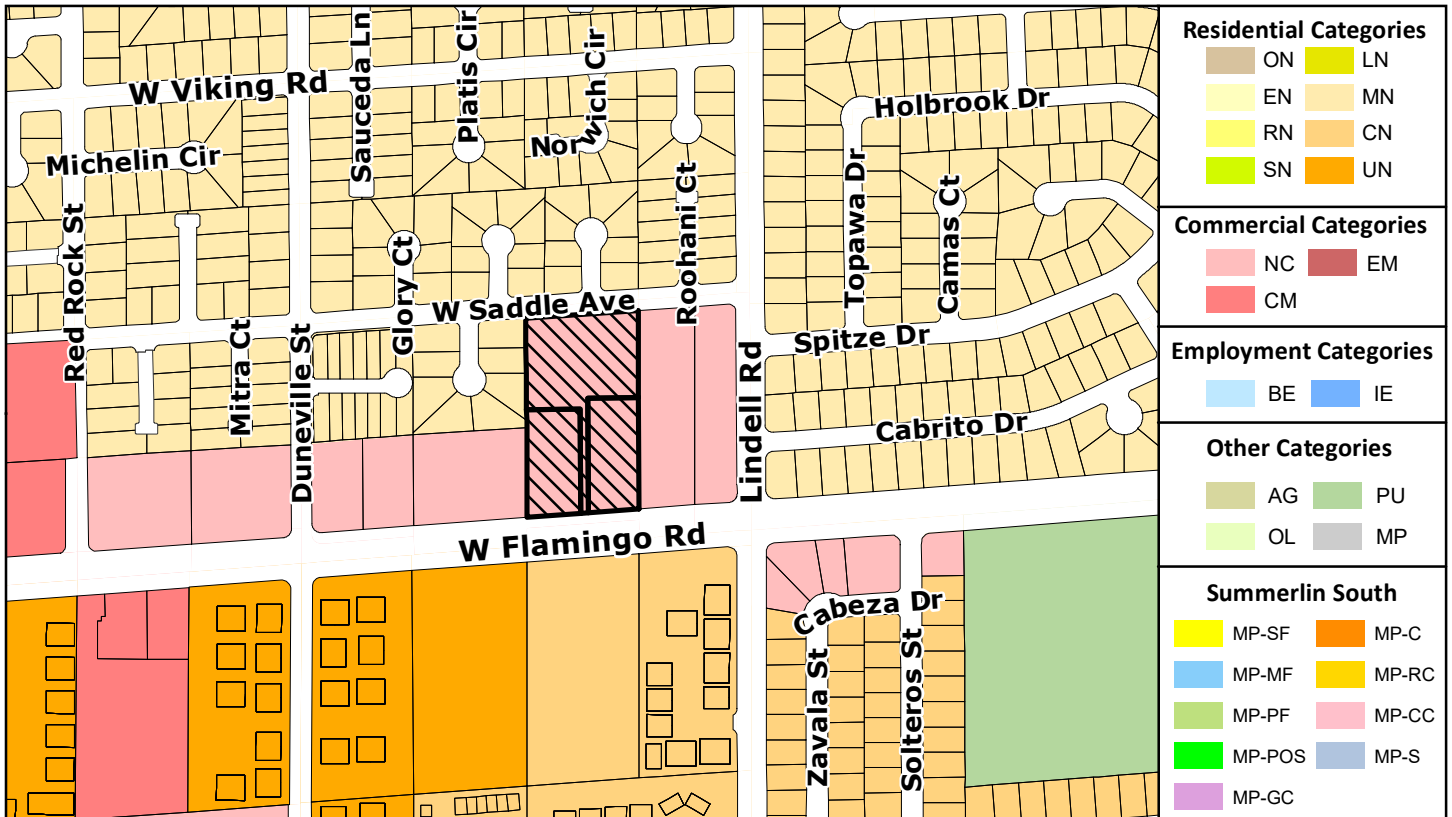 W Viking Rd
Sauceda Ln
Platis Cir
Norwich Cir
Holbrook Dr
Michelin Cir
Red Rock St
Glory Ct
Roohani Ct
Topawa Dr
Camas Ct
W Saddle Ave
Mitra Ct
Duneville St
Lindell Rd
Spitze Dr
Cabrito Dr
W Flamingo Rd
Cabeza Dr
Zavala St
Solteros St
Residential Categories
ON LN
EN MN
RN CN
SN UN
Commercial Categories
NC EM
CM
Employment Categories
BE IE
Other Categories
AG PU
OL MP
Summerlin South
MP-SF MP-C
MP-MF MP-RC
MP-PF MP-CC
MP-POS MP-S
MP-GC